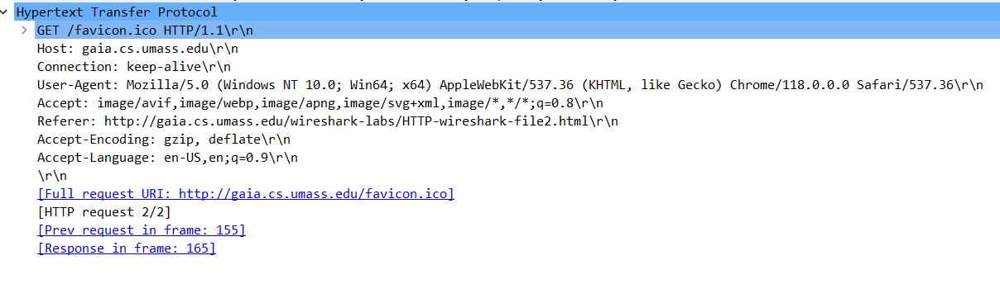 Hypertext Transfer Protocol
GET /favicon.ico HTTP/1.1\r\n
Host: gaia.cs.umass.edu\r\n
Connection: keep-alive\r\n
User-Agent: Mozilla/5.0 (Windows NT 10.0; Win64; x64) AppleWebKit/537.36 (KHTML, like Gecko) Chrome/118.0.0.0 Safari/537.36\r\n
Accept: image/avif,image/webp,image/apng,image/svg+xml,image/*,*/*;q=0.8\r\n
Referer: http://gaia.cs.umass.edu/wireshark-labs/HTTP-wireshark-file2.html\r\n
Accept-Encoding: gzip, deflate\r\n
Accept-Language: en-US,en;q=0.9\r\n
\r\n
[Full request URI: http://gaia.cs.umass.edu/favicon.ico]
[HTTP request 2/2]
[Prev request in frame: 155]
[Response in frame: 165]